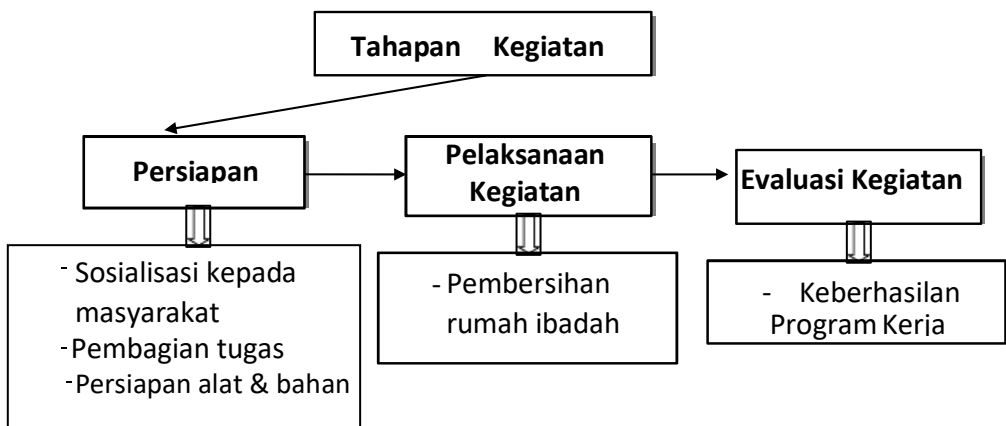 Tahapan Kegiatan
Persiapan
Pelaksanaan
Kegiatan
Evaluasi Kegiatan
- Sosialisasi kepada
masyarakat
-Pembagian tugas
-Persiapan alat & bahan
- Pembersihan
rumah ibadah
- Keberhasilan
Program Kerja